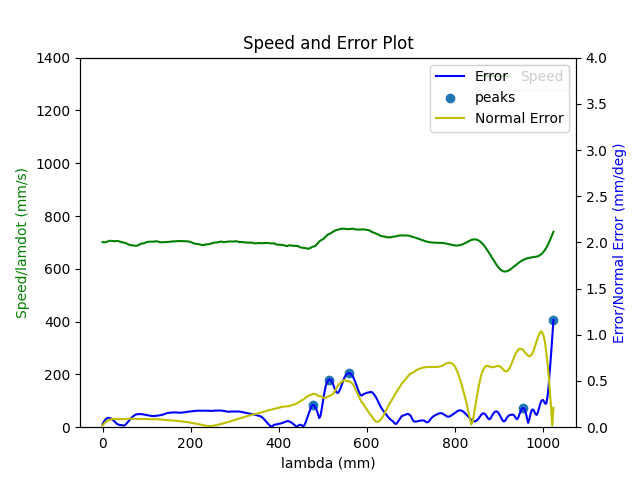 Speed and Error Plot
1400
1200
1000
800
600
400
200
0
4.0
3.5
3.0
2.5
2.0
1.5
1.0
0.5
0.0
0 200 400 600 800 1000
lambda (mm)
Speed/lamdot (mm/s)
Error/Normal Error (mm/deg)
Error Speed
peaks
Normal Error